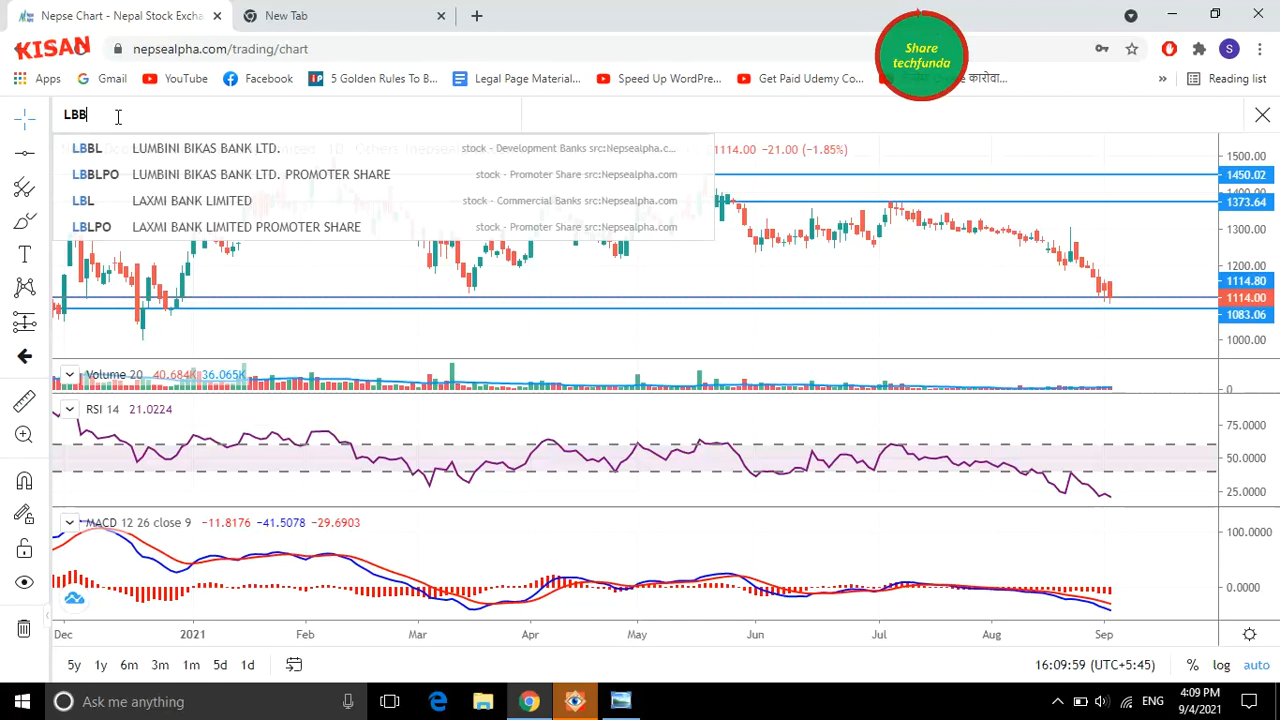 Nepse Chart - Nepal Stock Excha
New Tab
KISAN
nepsealpha.com/trading/chart
Share
techfunda
S
Apps
Gmail
YouTube
Facebook
5 Golden Rules To B...
Legal Page Material...
Speed Up WordPre...
Get Paid Udemy Co...
कारोवा...
Reading list
LBB
LBBL LUMBINI BIKAS BANK LTD. stock - Development Banks src:Nepsealpha.c...
LBBLPO LUMBINI BIKAS BANK LTD. PROMOTER SHARE stock - Promoter Share src:Nepsealpha.com
LBL LAXMI BANK LIMITED stock - Commercial Banks src:Nepsealpha.com
LBLPO LAXMI BANK LIMITED PROMOTER SHARE stock - Promoter Share src:Nepsealpha.com
1114.00 -21.00 (-1.85%)
1500.00
1450.02
1400.00
1373.64
1300.00
1200.00
1114.80
1114.00
1083.06
1000.00
Volume 20 40.684K 36.065K
0
RSI 14 21.0224
75.0000
50.0000
25.0000
MACD 12 26 close 9 -11.8176 -41.5078 -29.6903
100.0000
0.0000
Dec 2021 Feb Mar Apr May Jun Jul Aug Sep
5y 1y 6m 3m 1m 5d 1d
16:09:59 (UTC+5:45) % log auto
Ask me anything
ENG
4:09 PM
9/4/2021